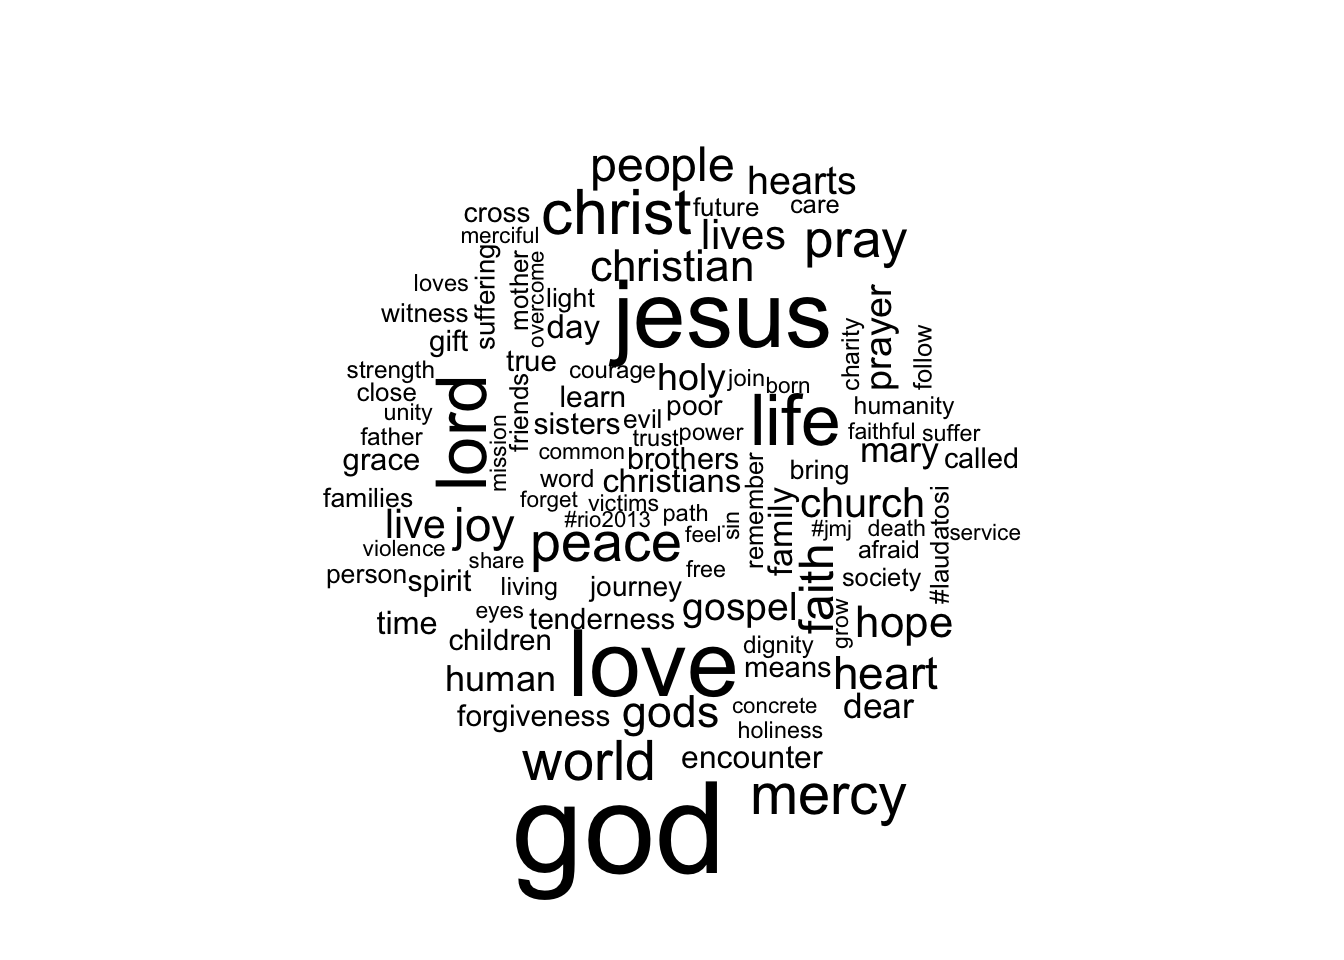 people
hearts
cross
christ
future
care
merciful
lives
pray
suffering
mother
overcome
christian
loves
light
jesus
witness
day
gift
charity
prayer
follow
true
strength
courage
holy
join
born
close
lord
friends
learn
poor
life
humanity
unity
sisters
evil
father
mission
trust
power
faithful
suffer
grace
common
brothers
mary
called
word
christians
remember
bring
families
forget
victims
family
church
live
joy
#rio2013
path
sin
#jmj
death
#laudatosi
service
violence
share
peace
feel
afraid
person
spirit
living
journey
free
faith
society
time
eyes
tenderness
gospel
grow
hope
children
love
dignity
human
means
heart
forgiveness
gods
concrete
dear
holiness
world
encounter
god
mercy